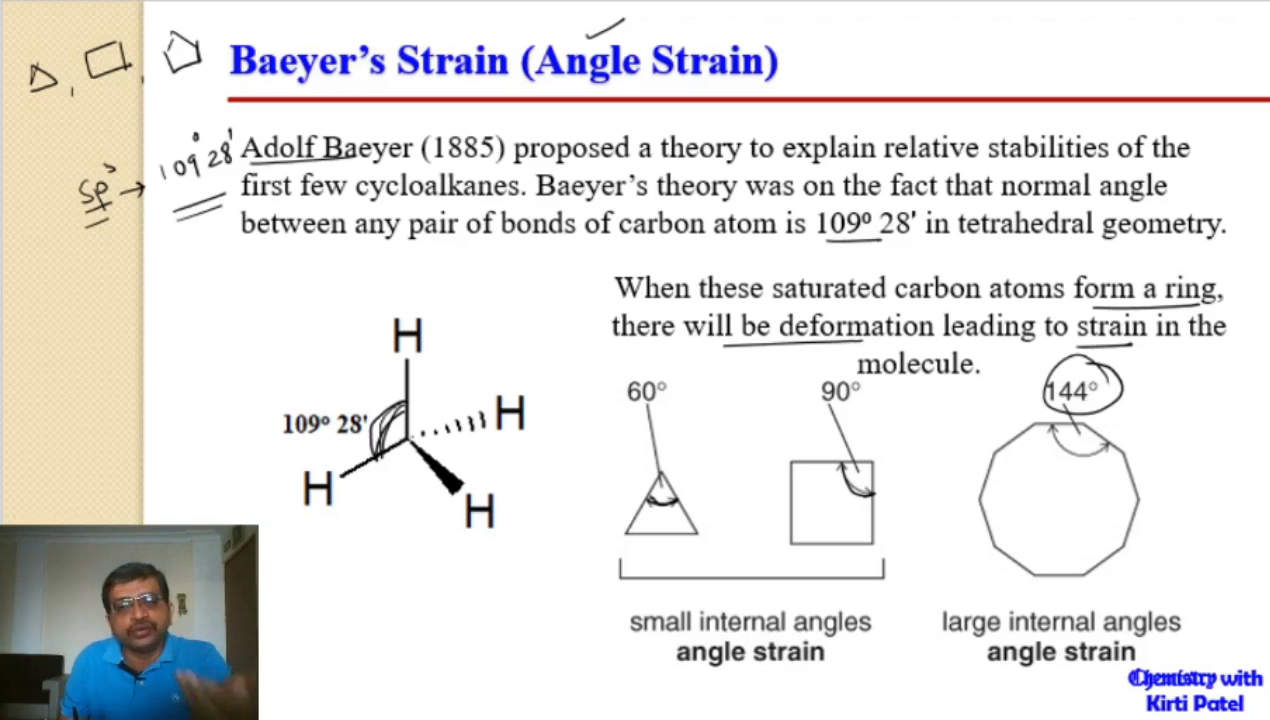 Baeyer's Strain (Angle Strain)
109° 28'
sp³ →
Adolf Baeyer (1885) proposed a theory to explain relative stabilities of the
first few cycloalkanes. Baeyer's theory was on the fact that normal angle
between any pair of bonds of carbon atom is 109º 28' in tetrahedral geometry.
When these saturated carbon atoms form a ring,
there will be deformation leading to strain in the
molecule.
H
109º 28'
H
H
H
60° 90° 144°
small internal angles
angle strain
large internal angles
angle strain
Chemistry with
Kirti Patel